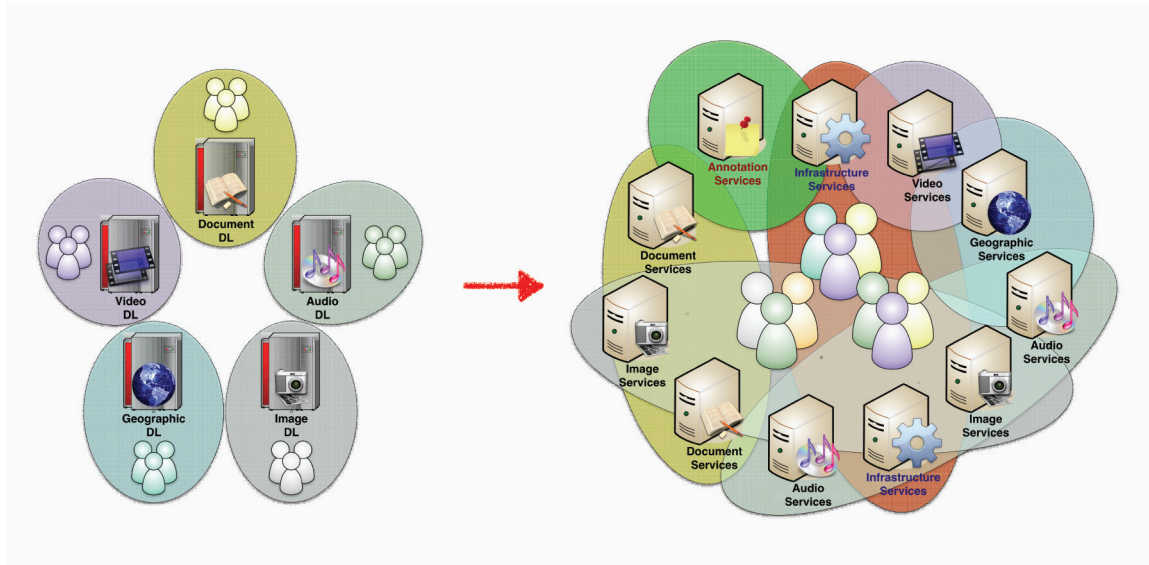 Document
DL
Video
DL
Audio
DL
Geographic
DL
Image
DL
Annotation
Services
Infrastructure
Services
Video
Services
Geographic
Services
Document
Services
Audio
Services
Image
Services
Image
Services
Document
Services
Audio
Services
Infrastructure
Services